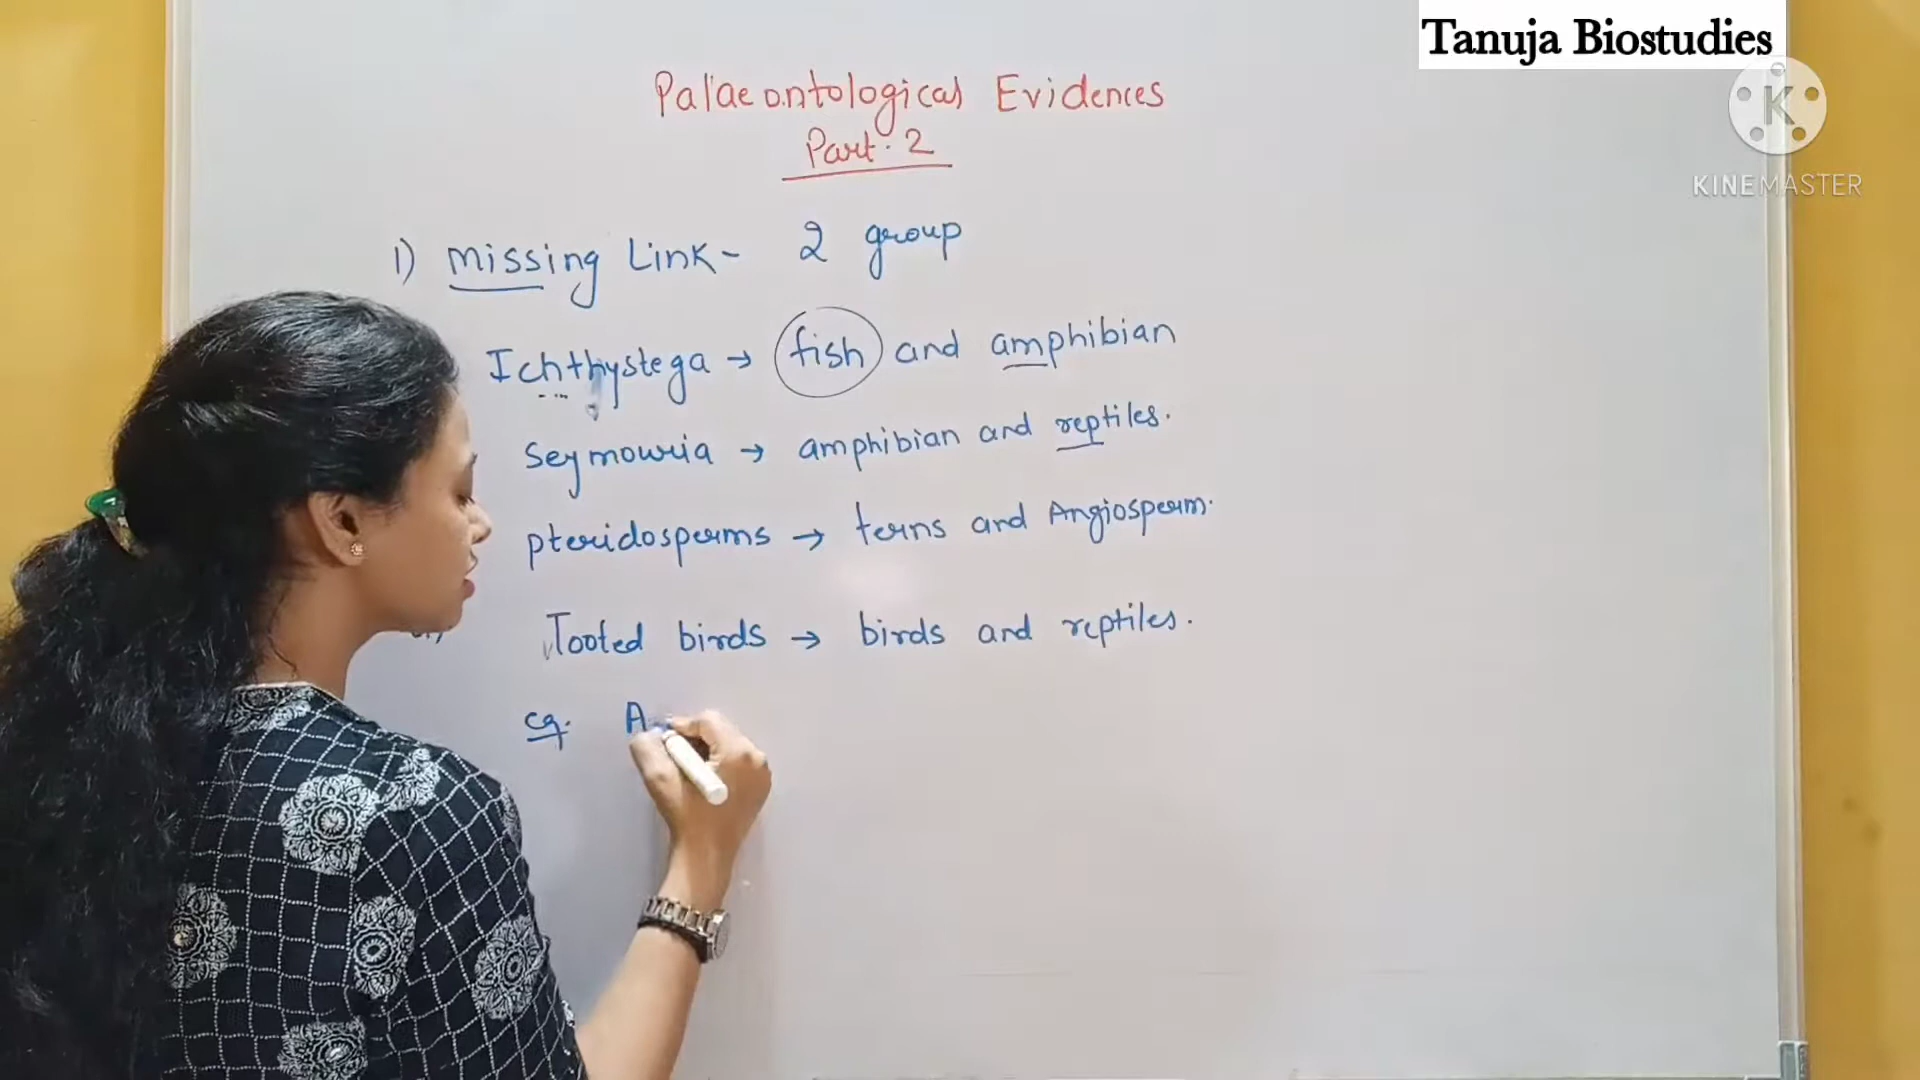 Tanuja Biostudies
K
KINEMASTER
Palaeontological Evidences
Part. 2
1) Missing Link - 2 group
Ichthystega → fish and amphibian
Seymouria → amphibian and reptiles.
pteridosperms → ferns and Angiosperm.
Tooted birds → birds and reptiles.
eg. A